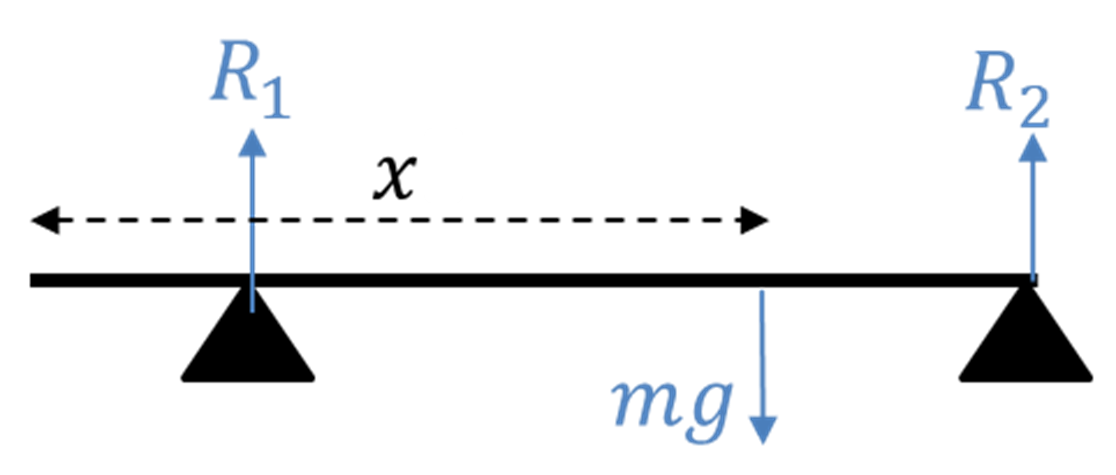 R₁
R₂
x
mg